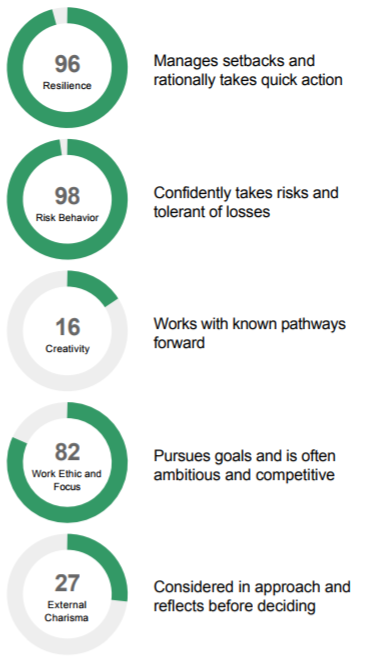 96
Resilience
Manages setbacks and
rationally takes quick action
98
Risk Behavior
Confidently takes risks and
tolerant of losses
16
Creativity
Works with known pathways
forward
82
Work Ethic and
Focus
Pursues goals and is often
ambitious and competitive
27
External
Charisma
Considered in approach and
reflects before deciding